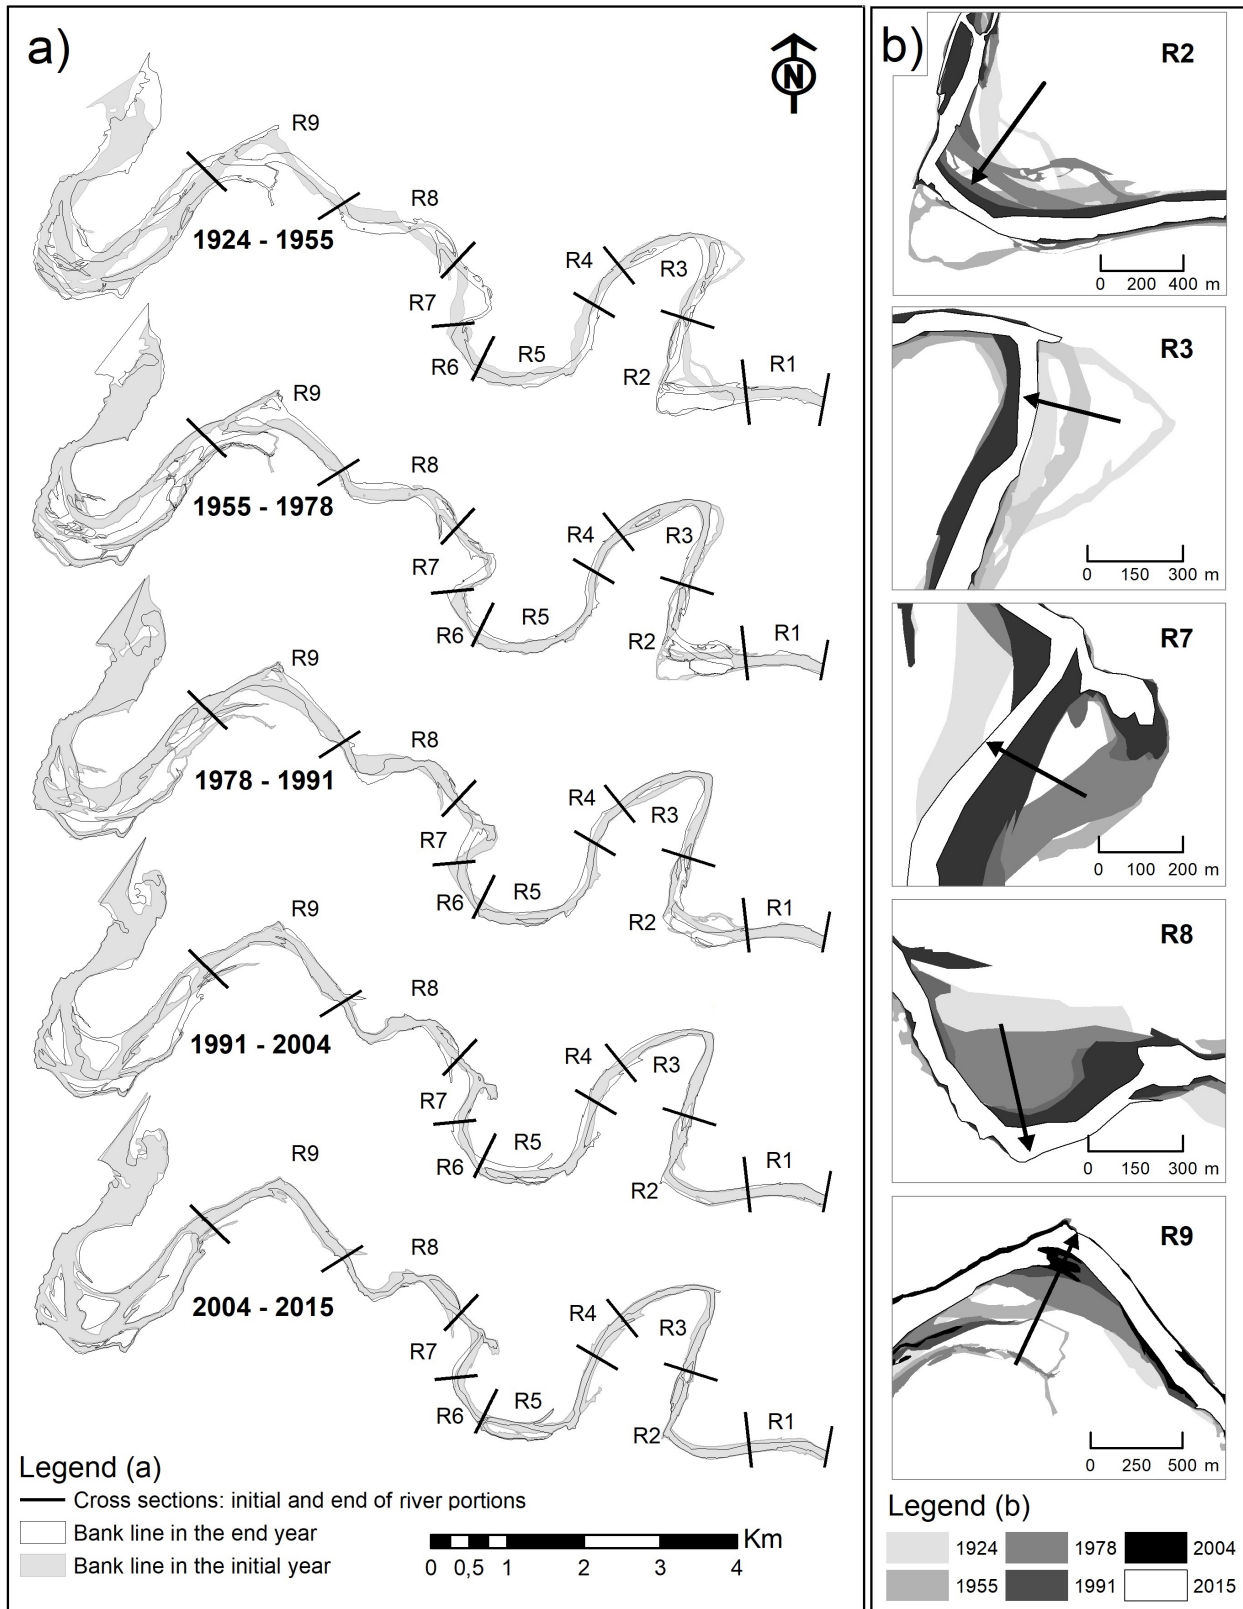 a)
N
R9
R8
R7
R6
R5
R4
R3
R2
R1
1924 - 1955
R9
R8
R7
R6
R5
R4
R3
R2
R1
1955 - 1978
R9
R8
R7
R6
R5
R4
R3
R2
R1
1978 - 1991
R9
R8
R7
R6
R5
R4
R3
R2
R1
1991 - 2004
R9
R8
R7
R6
R5
R4
R3
R2
R1
2004 - 2015
Legend (a)
Cross sections: initial and end of river portions
Bank line in the end year
Bank line in the initial year
Km
0 0,5 1 2 3 4
b)
R2
0 200 400 m
R3
0 150 300 m
R7
0 100 200 m
R8
0 150 300 m
R9
0 250 500 m
Legend (b)
1924 1978 2004
1955 1991 2015